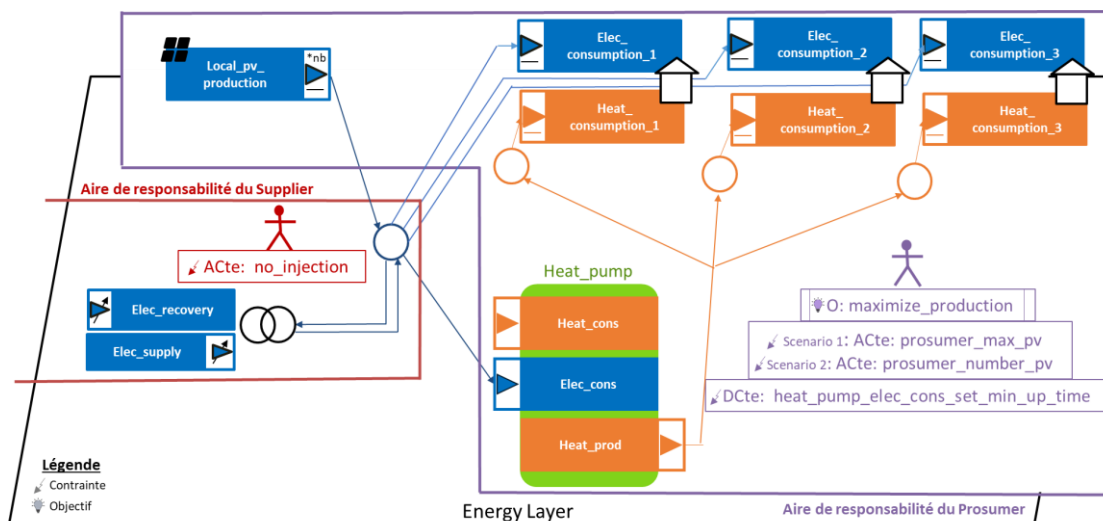 Local_pv_
production
*nb
Elec_
consumption_1
Elec_
consumption_2
Elec_
consumption_3
Heat_
consumption_1
Heat_
consumption_2
Heat_
consumption_3
Aire de responsabilité du Supplier
ACte: no_injection
Elec_recovery
Elec_supply
Heat_pump
Heat_cons
Elec_cons
Heat_prod
O: maximize_production
Scenario 1: ACte: prosumer_max_pv
Scenario 2: ACte: prosumer_number_pv
DCte: heat_pump_elec_cons_set_min_up_time
Légende
Contrainte
Objectif
Energy Layer
Aire de responsabilité du Prosumer